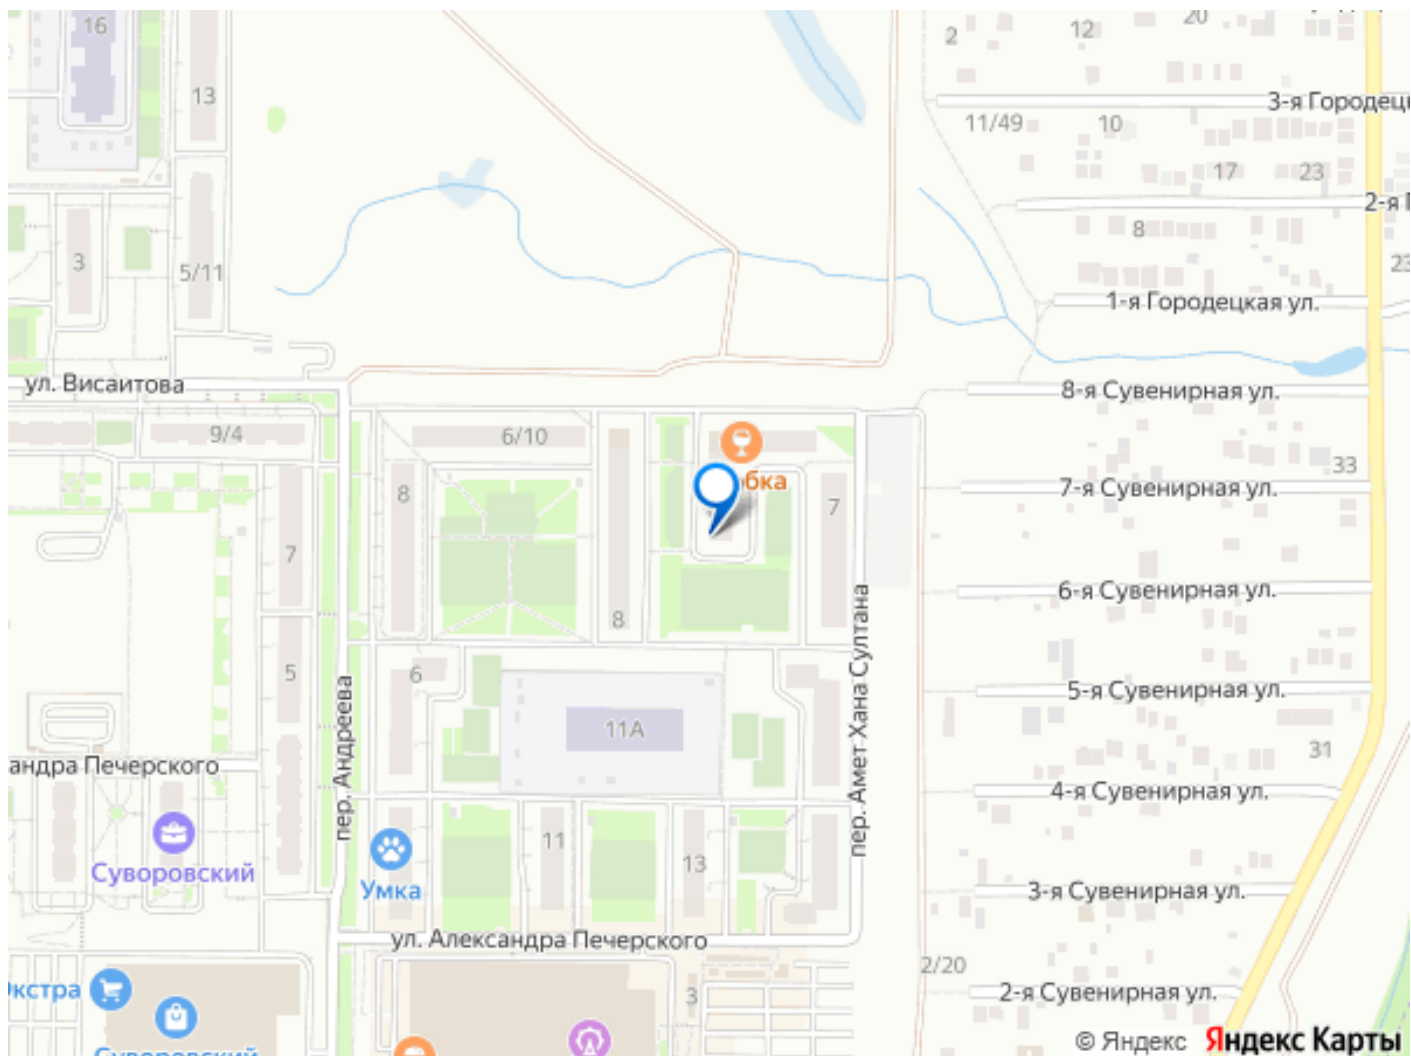 16
2
12
20
13
3-я Городецк
11/49
10
17
23
2-я
8
3
5/11
23
1-я Городецкая ул.
ул. Висаитова
8-я Сувенирная ул.
9/4
6/10
33
8
бка
7
7-я Сувенирная ул.
7
6-я Сувенирная ул.
8
5
6
пер. Амет Хана Султана
5-я Сувенирная ул.
пер. Андреева
11А
31
андра Печерского
4-я Сувенирная ул.
11
13
Суворовский
Умка
3-я Сувенирная ул.
ул. Александра Печерского
2/20
Экстра
3
2-я Сувенирная ул.
Суворовский
© Яндекс Яндекс Карты